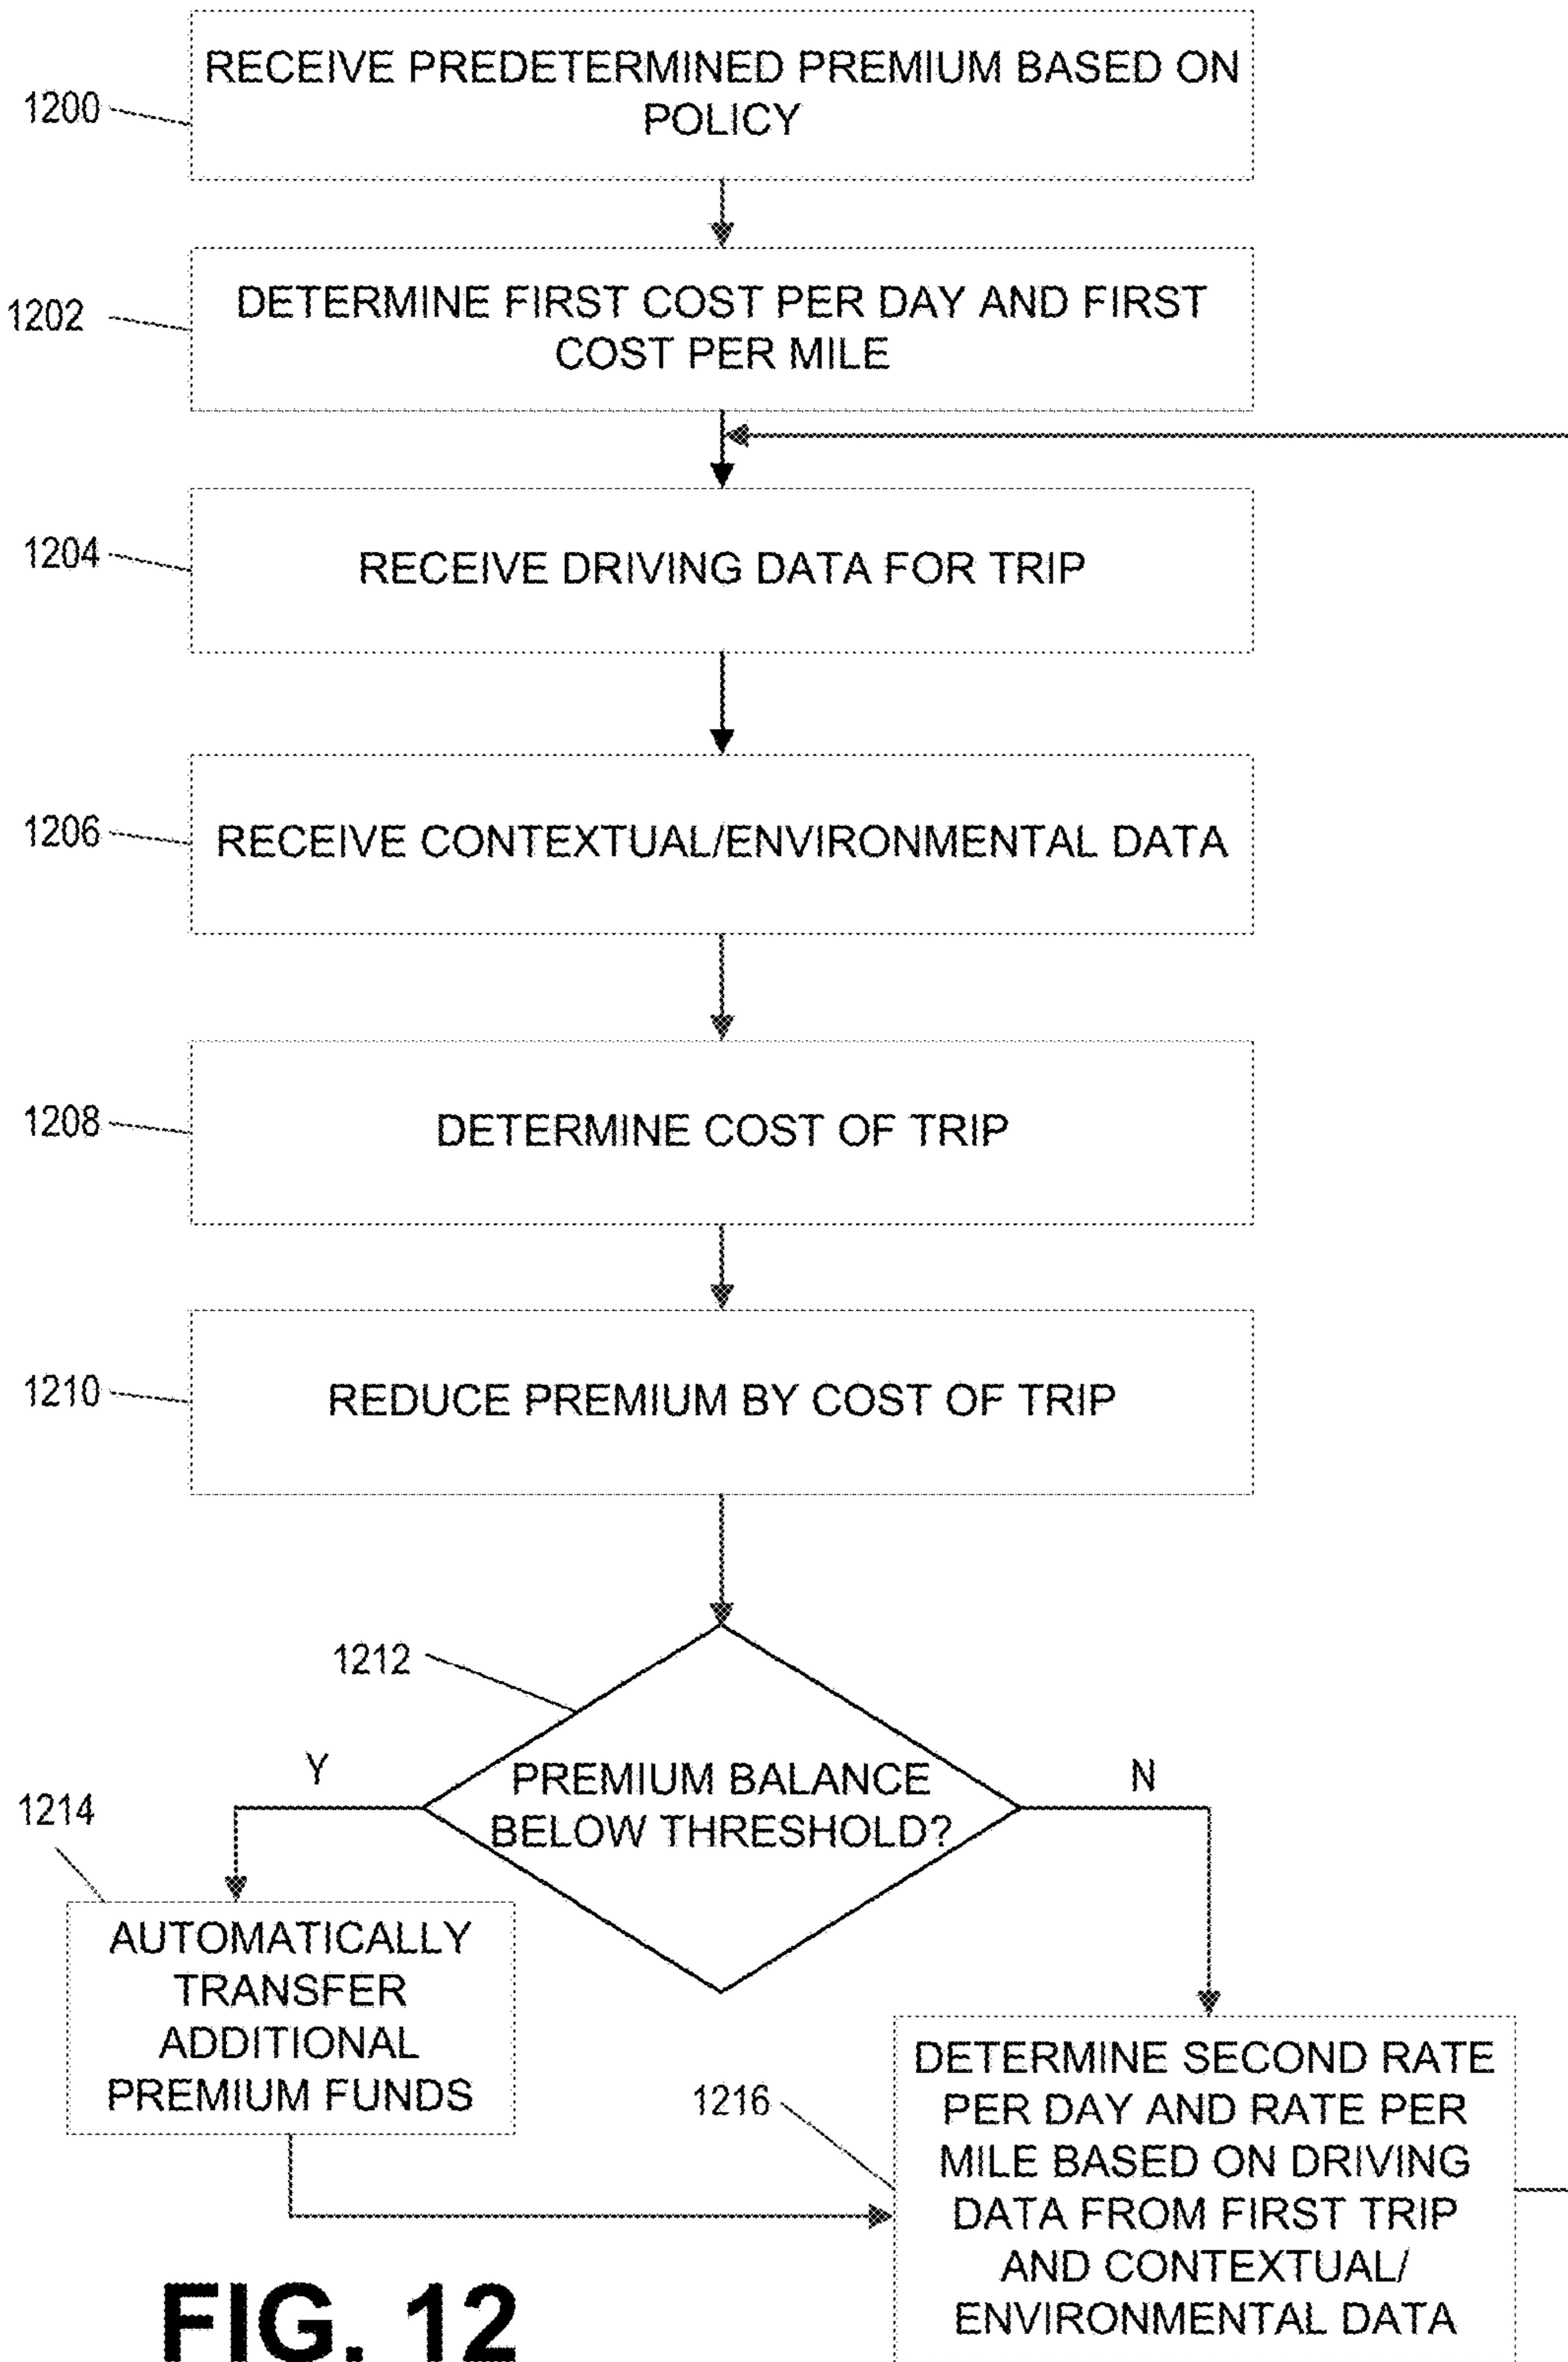 1200
RECEIVE PREDETERMINED PREMIUM BASED ON
POLICY
1202
DETERMINE FIRST COST PER DAY AND FIRST
COST PER MILE
1204
RECEIVE DRIVING DATA FOR TRIP
1206
RECEIVE CONTEXTUAL/ENVIRONMENTAL DATA
1208
DETERMINE COST OF TRIP
1210
REDUCE PREMIUM BY COST OF TRIP
1212
PREMIUM BALANCE
BELOW THRESHOLD?
Y
N
1214
AUTOMATICALLY
TRANSFER
ADDITIONAL
PREMIUM FUNDS
1216
DETERMINE SECOND RATE
PER DAY AND RATE PER
MILE BASED ON DRIVING
DATA FROM FIRST TRIP
AND CONTEXTUAL/
ENVIRONMENTAL DATA
FIG. 12